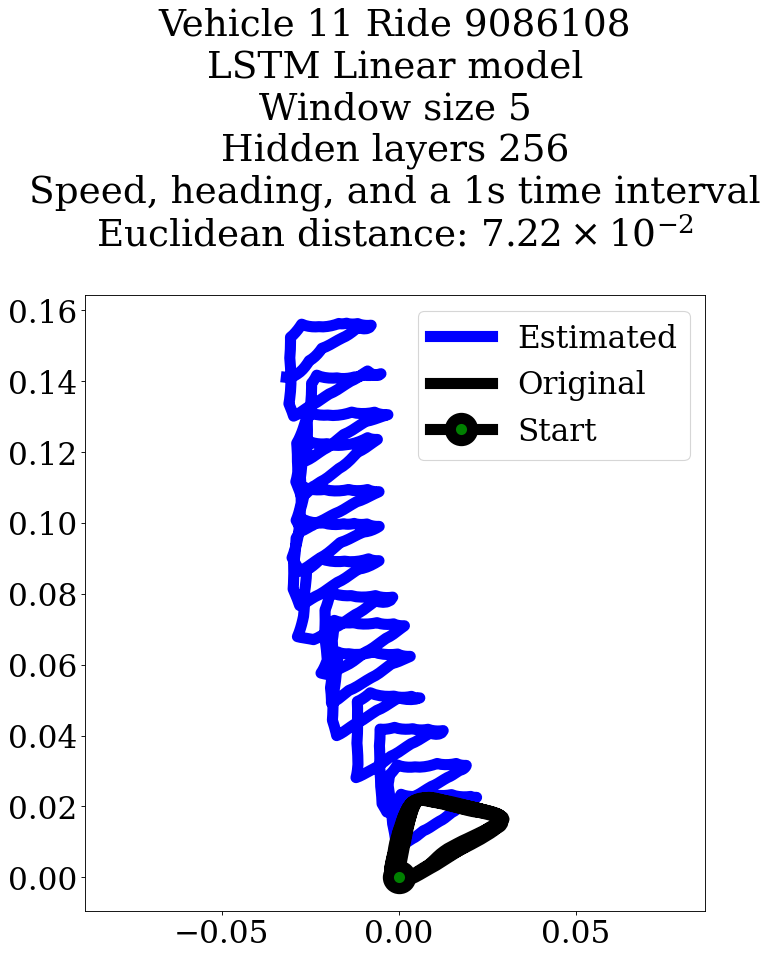 Vehicle 11 Ride 9086108
LSTM Linear model
Window size 5
Hidden layers 256
Speed, heading, and a 1s time interval
Euclidean distance: 7.22 × 10⁻²
Estimated
Original
Start
0.16
0.14
0.12
0.10
0.08
0.06
0.04
0.02
0.00
−0.05 0.00 0.05